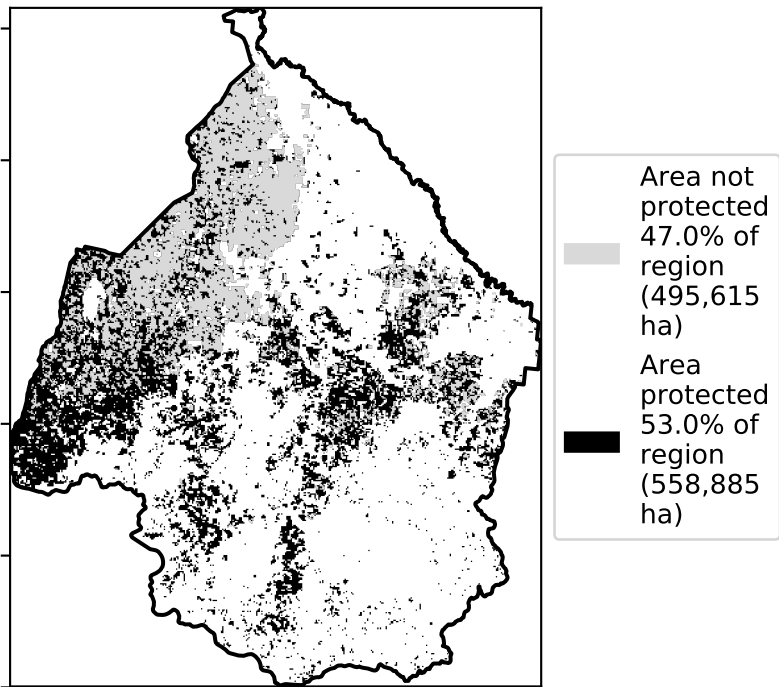 Area not
protected
47.0% of
region
(495,615
ha)
Area
protected
53.0% of
region
(558,885
ha)